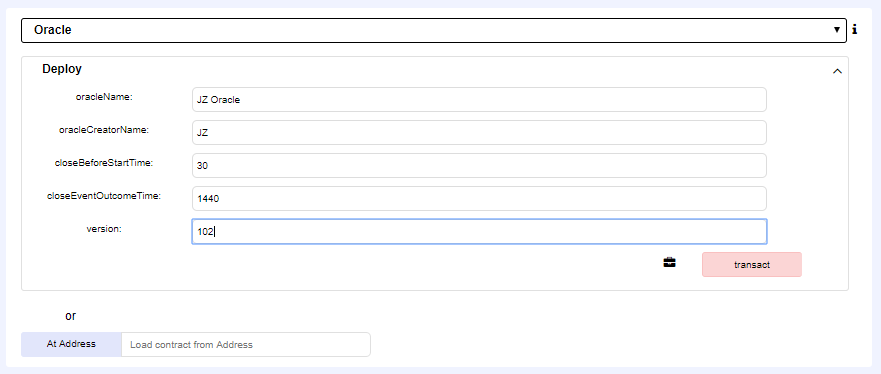 Oracle
Deploy
oracleName: JZ Oracle
oracleCreatorName: JZ
closeBeforeStartTime: 30
closeEventOutcomeTime: 1440
version: 102
transact
or
At Address Load contract from Address